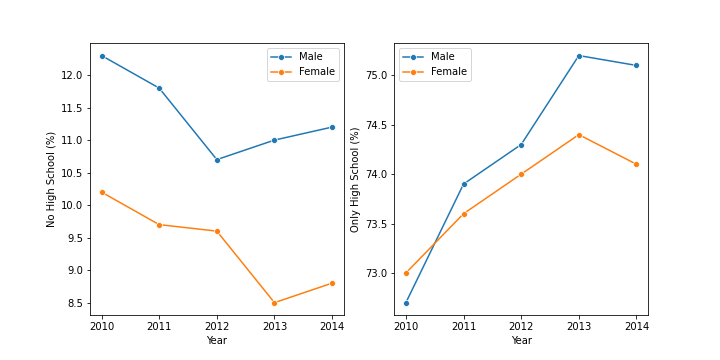 No High School (%)
12.0
11.5
11.0
10.5
10.0
9.5
9.0
8.5
Male
Female
2010 2011 2012 2013 2014
Year
Only High School (%)
75.0
74.5
74.0
73.5
73.0
Male
Female
2010 2011 2012 2013 2014
Year